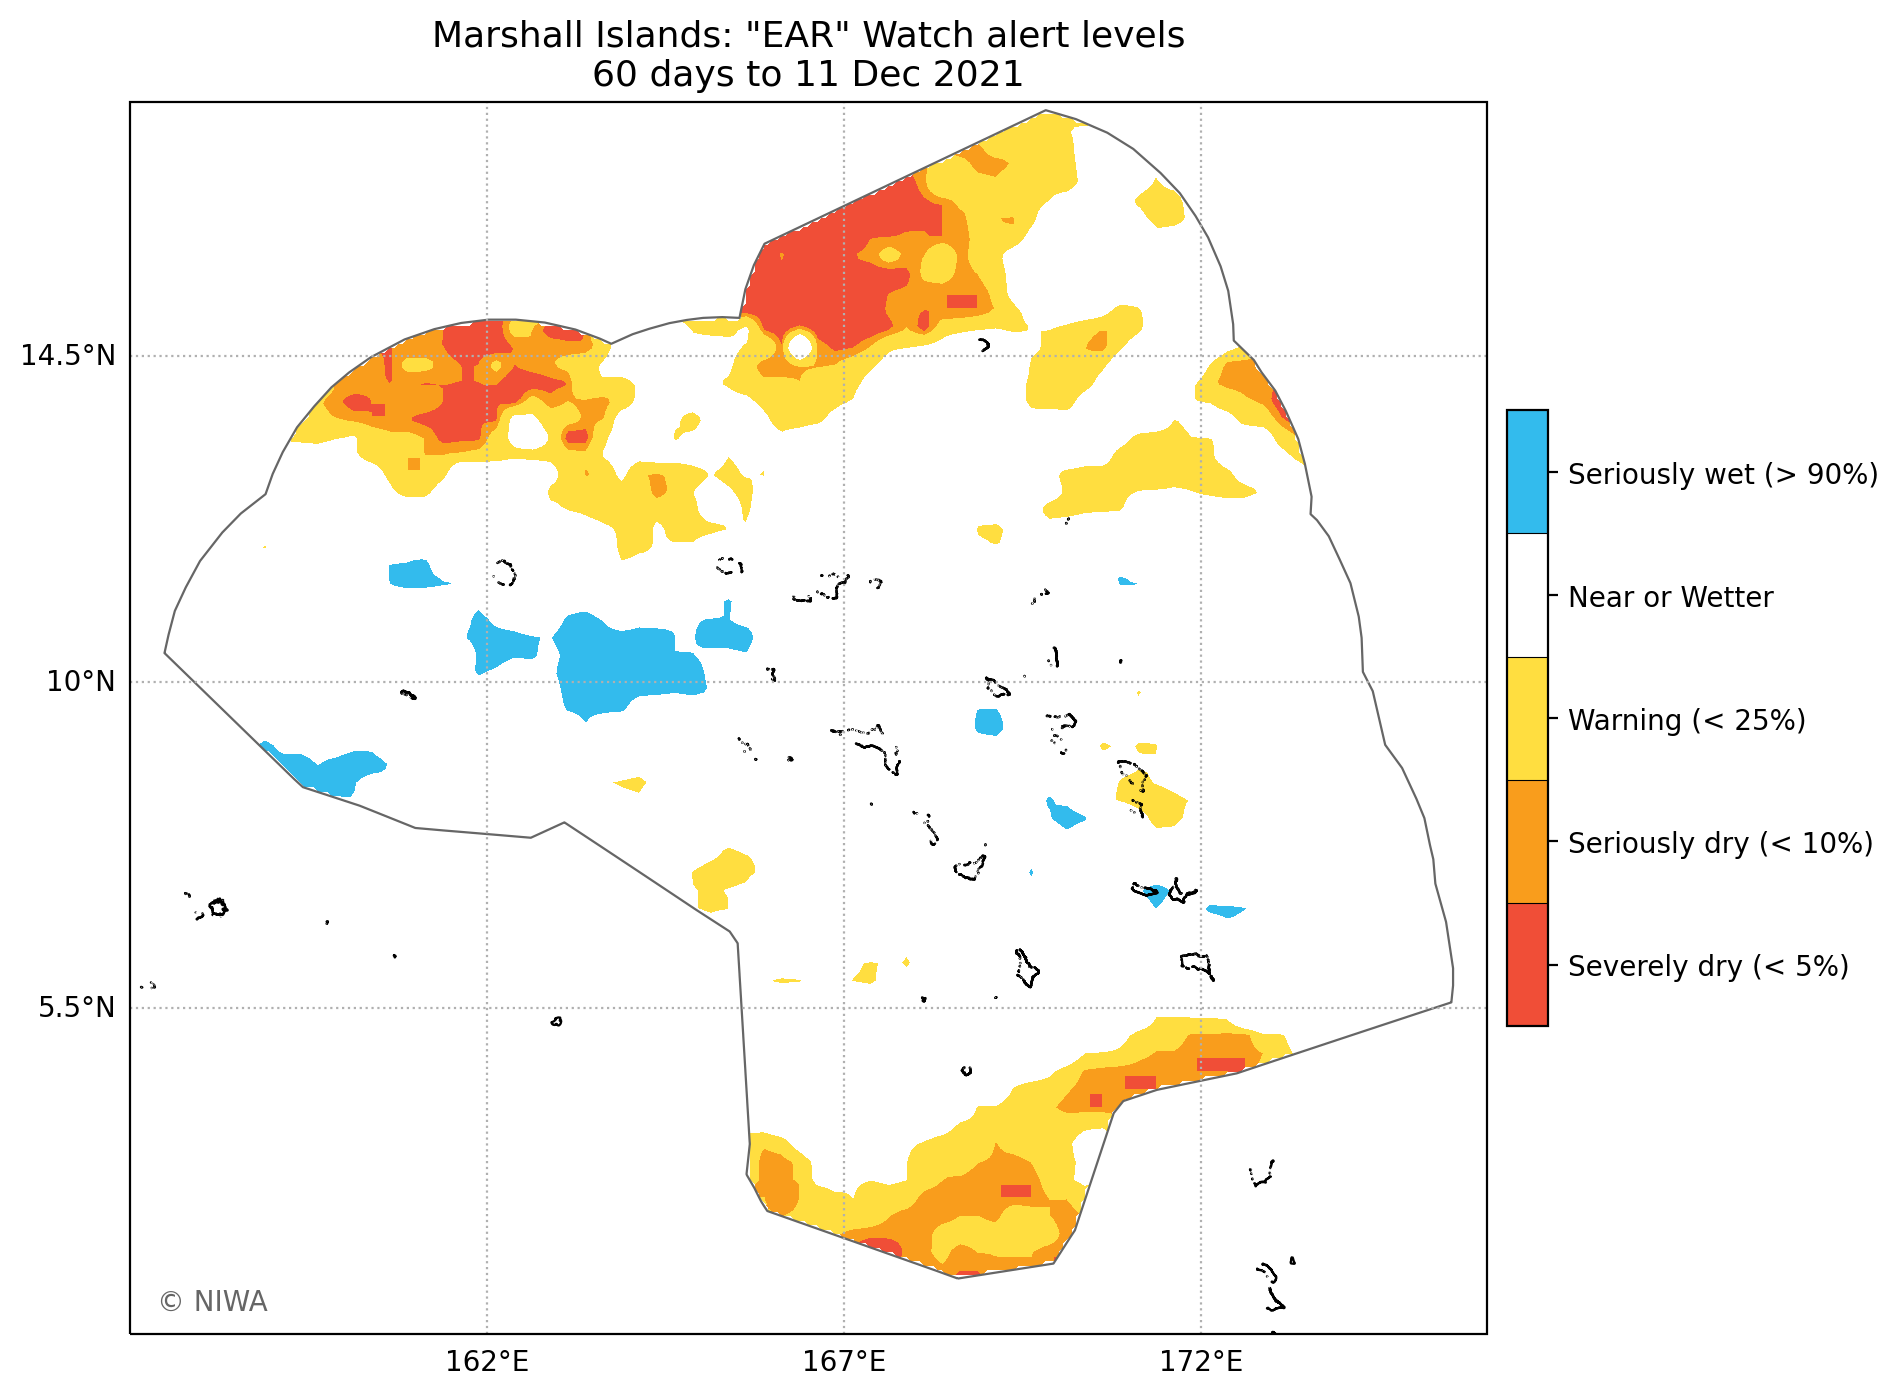 Marshall Islands: "EAR" Watch alert levels
60 days to 11 Dec 2021
14.5°N
10°N
5.5°N
162°E
167°E
172°E
Seriously wet (> 90%)
Near or Wetter
Warning (< 25%)
Seriously dry (< 10%)
Severely dry (< 5%)
© NIWA